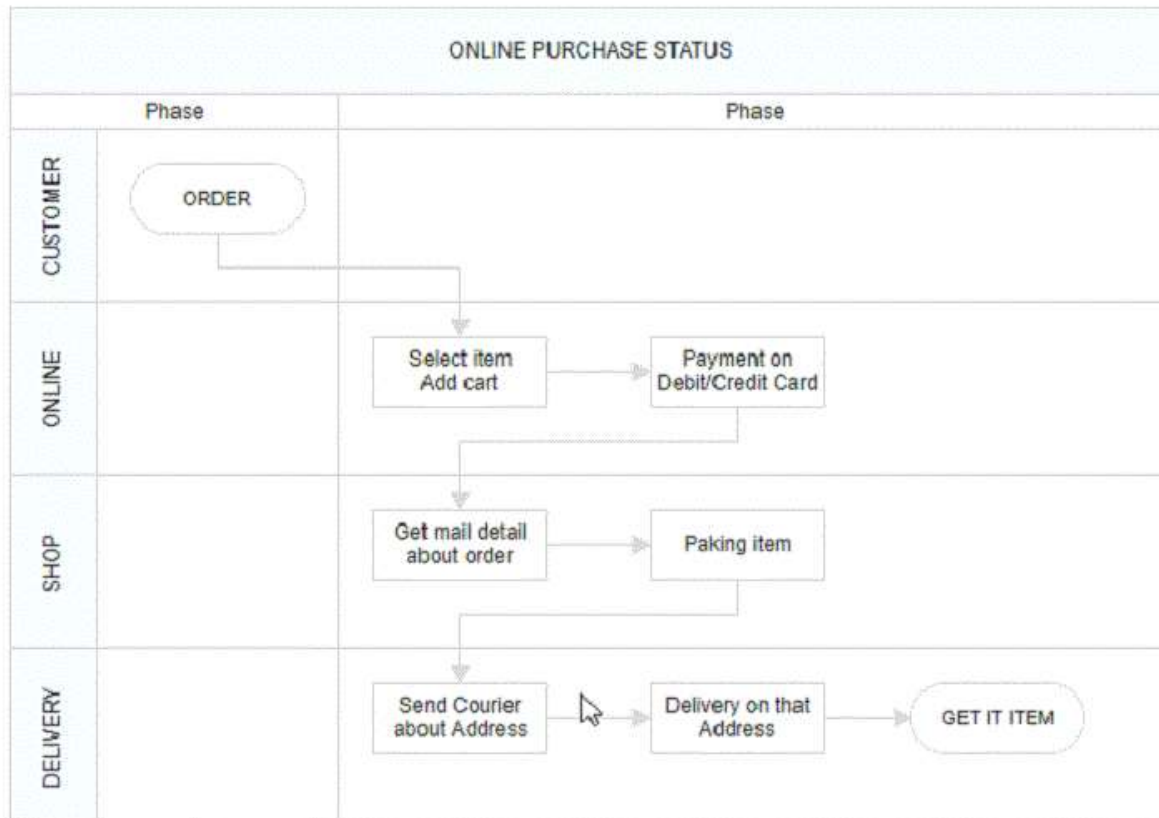 ONLINE PURCHASE STATUS
Phase
Phase
CUSTOMER
ORDER
ONLINE
Select item
Add cart
Payment on
Debit/Credit Card
SHOP
Get mail detail
about order
Paking item
DELIVERY
Send Courier
about Address
Delivery on that
Address
GET IT ITEM